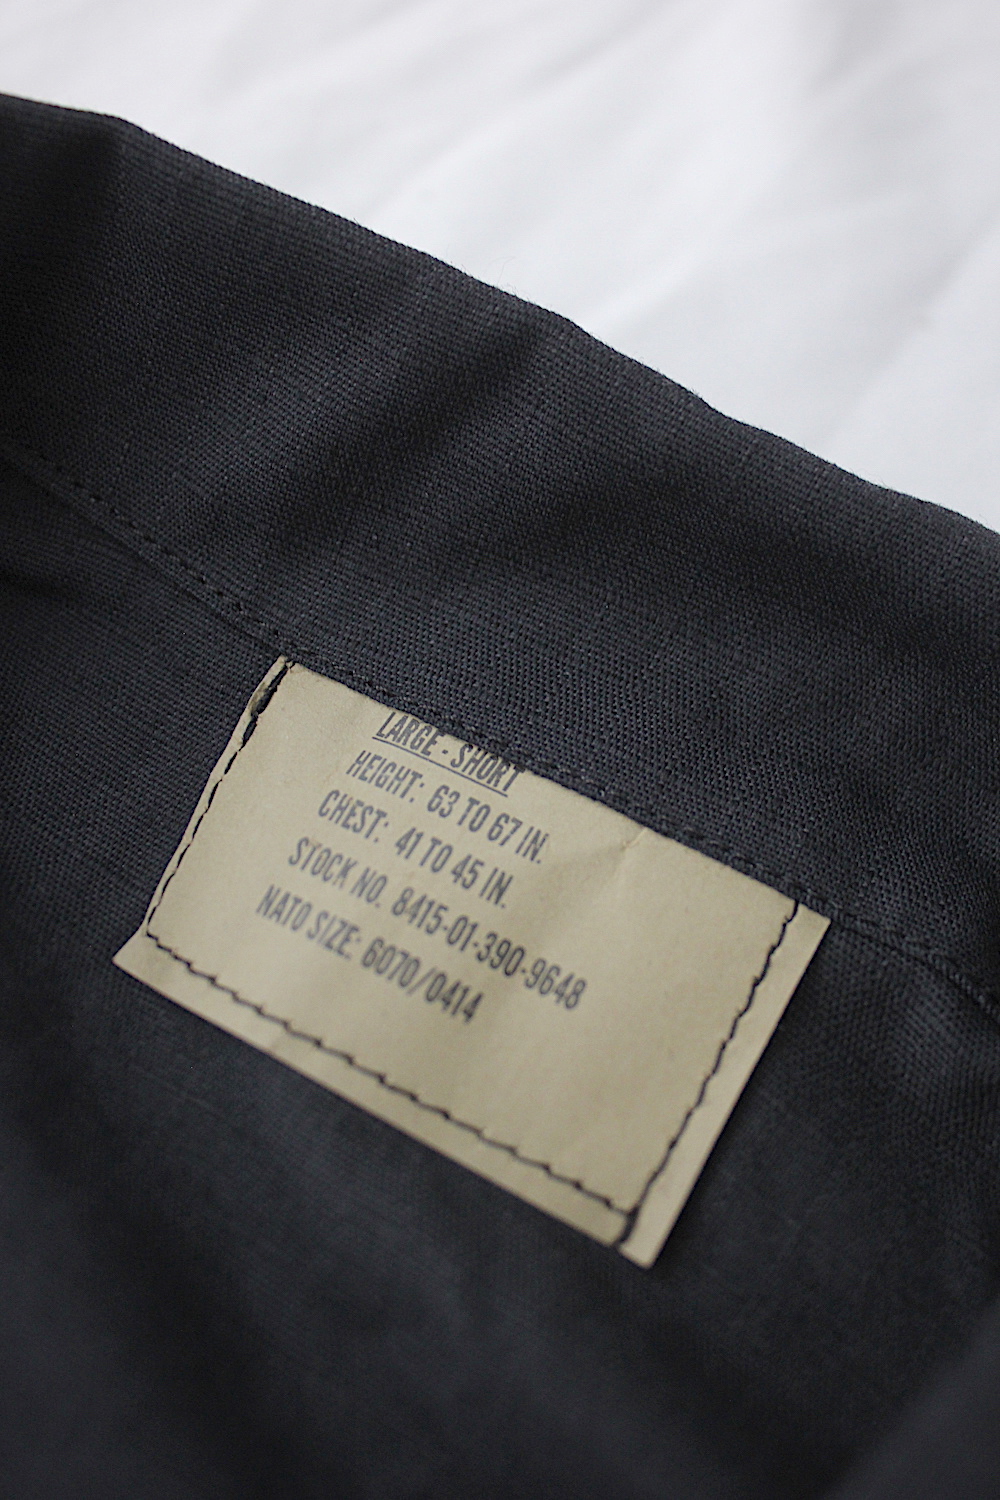 LARGE - SHORT
HEIGHT: 63 TO 67 IN.
CHEST: 41 TO 45 IN.
STOCK NO. 8415-01-390-9648
NATO SIZE: 6070/0414